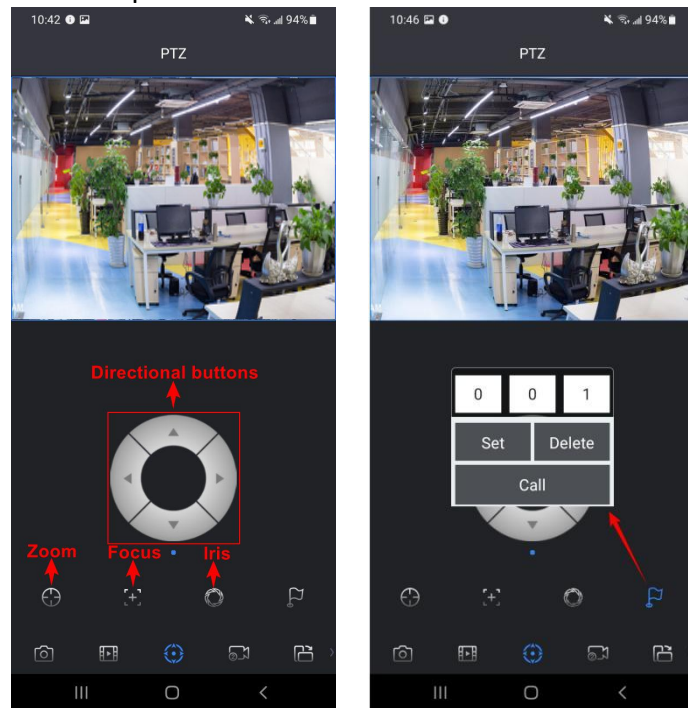 10:42
94%
PTZ
Directional buttons
Zoom
Focus
Iris
10:46
94%
PTZ
0 0 1
Set Delete
Call